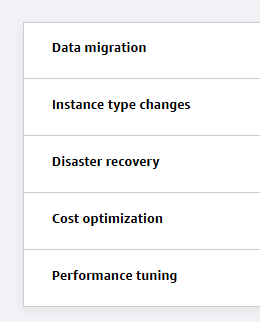 Data migration
Instance type changes
Disaster recovery
Cost optimization
Performance tuning